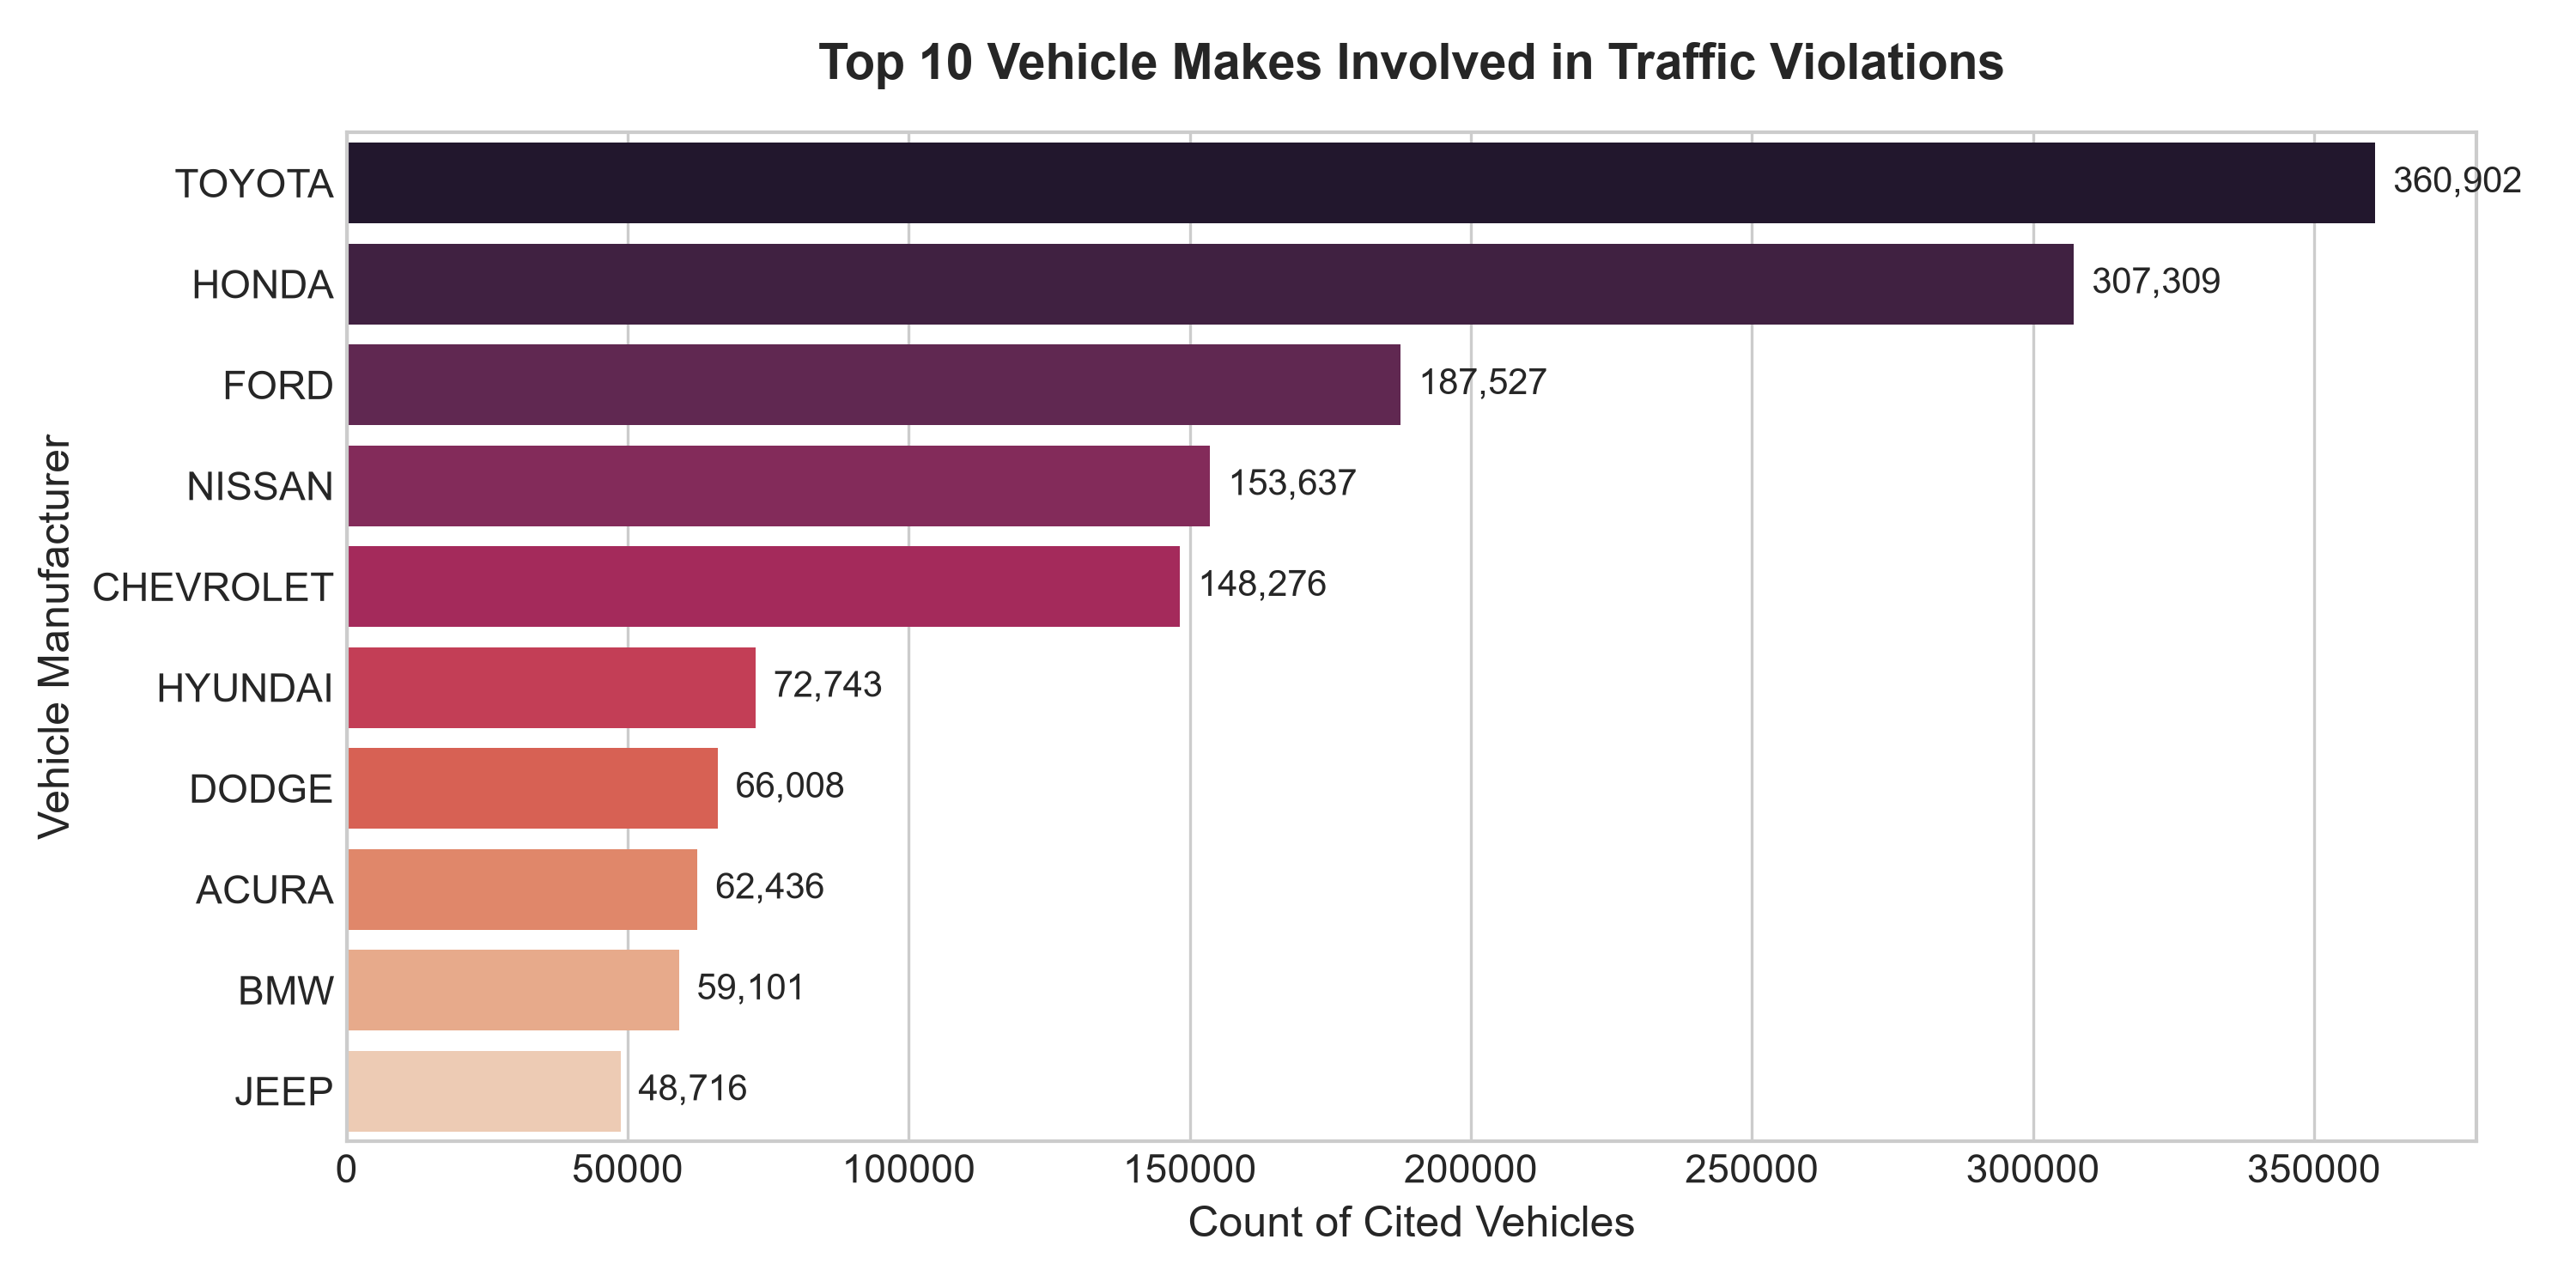 Top 10 Vehicle Makes Involved in Traffic Violations
TOYOTA 360,902
HONDA 307,309
FORD 187,527
NISSAN 153,637
CHEVROLET 148,276
HYUNDAI 72,743
DODGE 66,008
ACURA 62,436
BMW 59,101
JEEP 48,716
Vehicle Manufacturer
0 50000 100000 150000 200000 250000 300000 350000
Count of Cited Vehicles